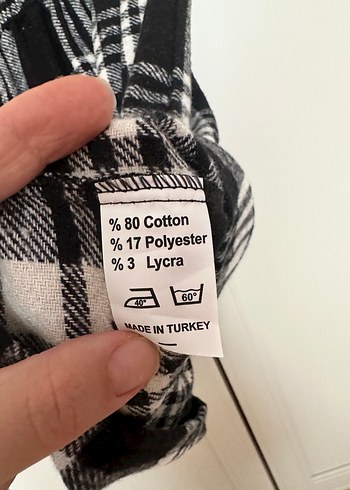 % 80 Cotton
% 17 Polyester
% 3 Lycra
40° 60°
MADE IN TURKEY